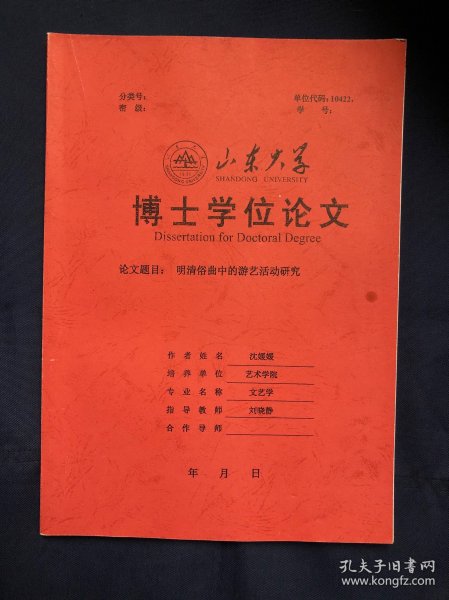 分类号：
单位代码：10422.
密 级：
学 号：
山东大学
SHANDONG UNIVERSITY
博士学位论文
Dissertation for Doctoral Degree
论文题目： 明清俗曲中的游艺活动研究
作者姓名 沈媛媛
培养单位 艺术学院
专业名称 文艺学
指导教师 刘晓静
合作导师
年 月 日
孔夫子旧书网
www.kongfz.com